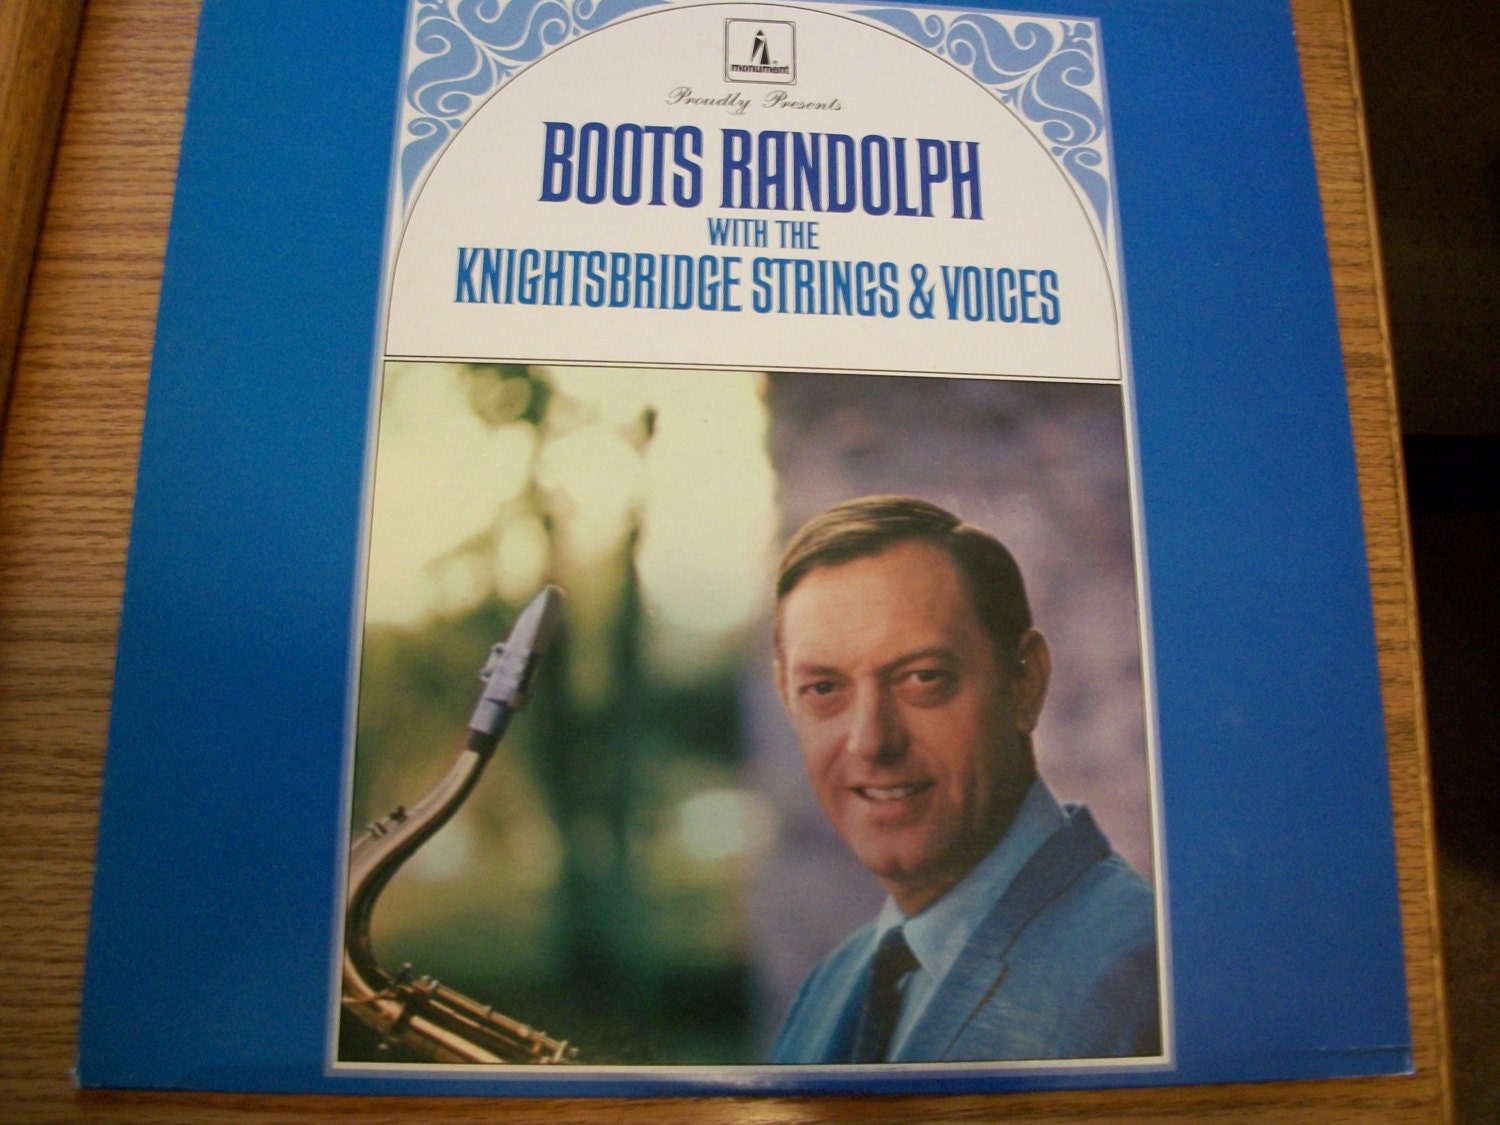 monument
Proudly Presents
BOOTS RANDOLPH
WITH THE
KNIGHTSBRIDGE STRINGS & VOICES